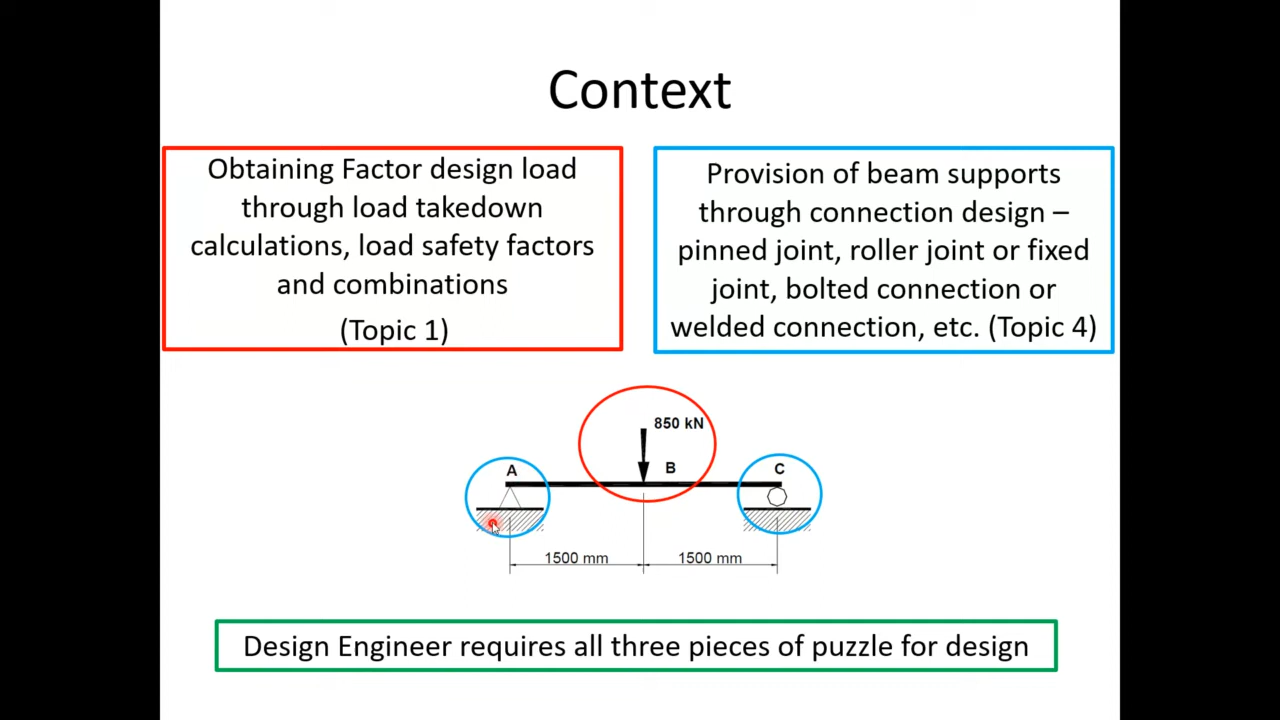 Context
Obtaining Factor design load
through load takedown
calculations, load safety factors
and combinations
(Topic 1)
Provision of beam supports
through connection design –
pinned joint, roller joint or fixed
joint, bolted connection or
welded connection, etc. (Topic 4)
850 kN
A
B
C
1500 mm
1500 mm
Design Engineer requires all three pieces of puzzle for design